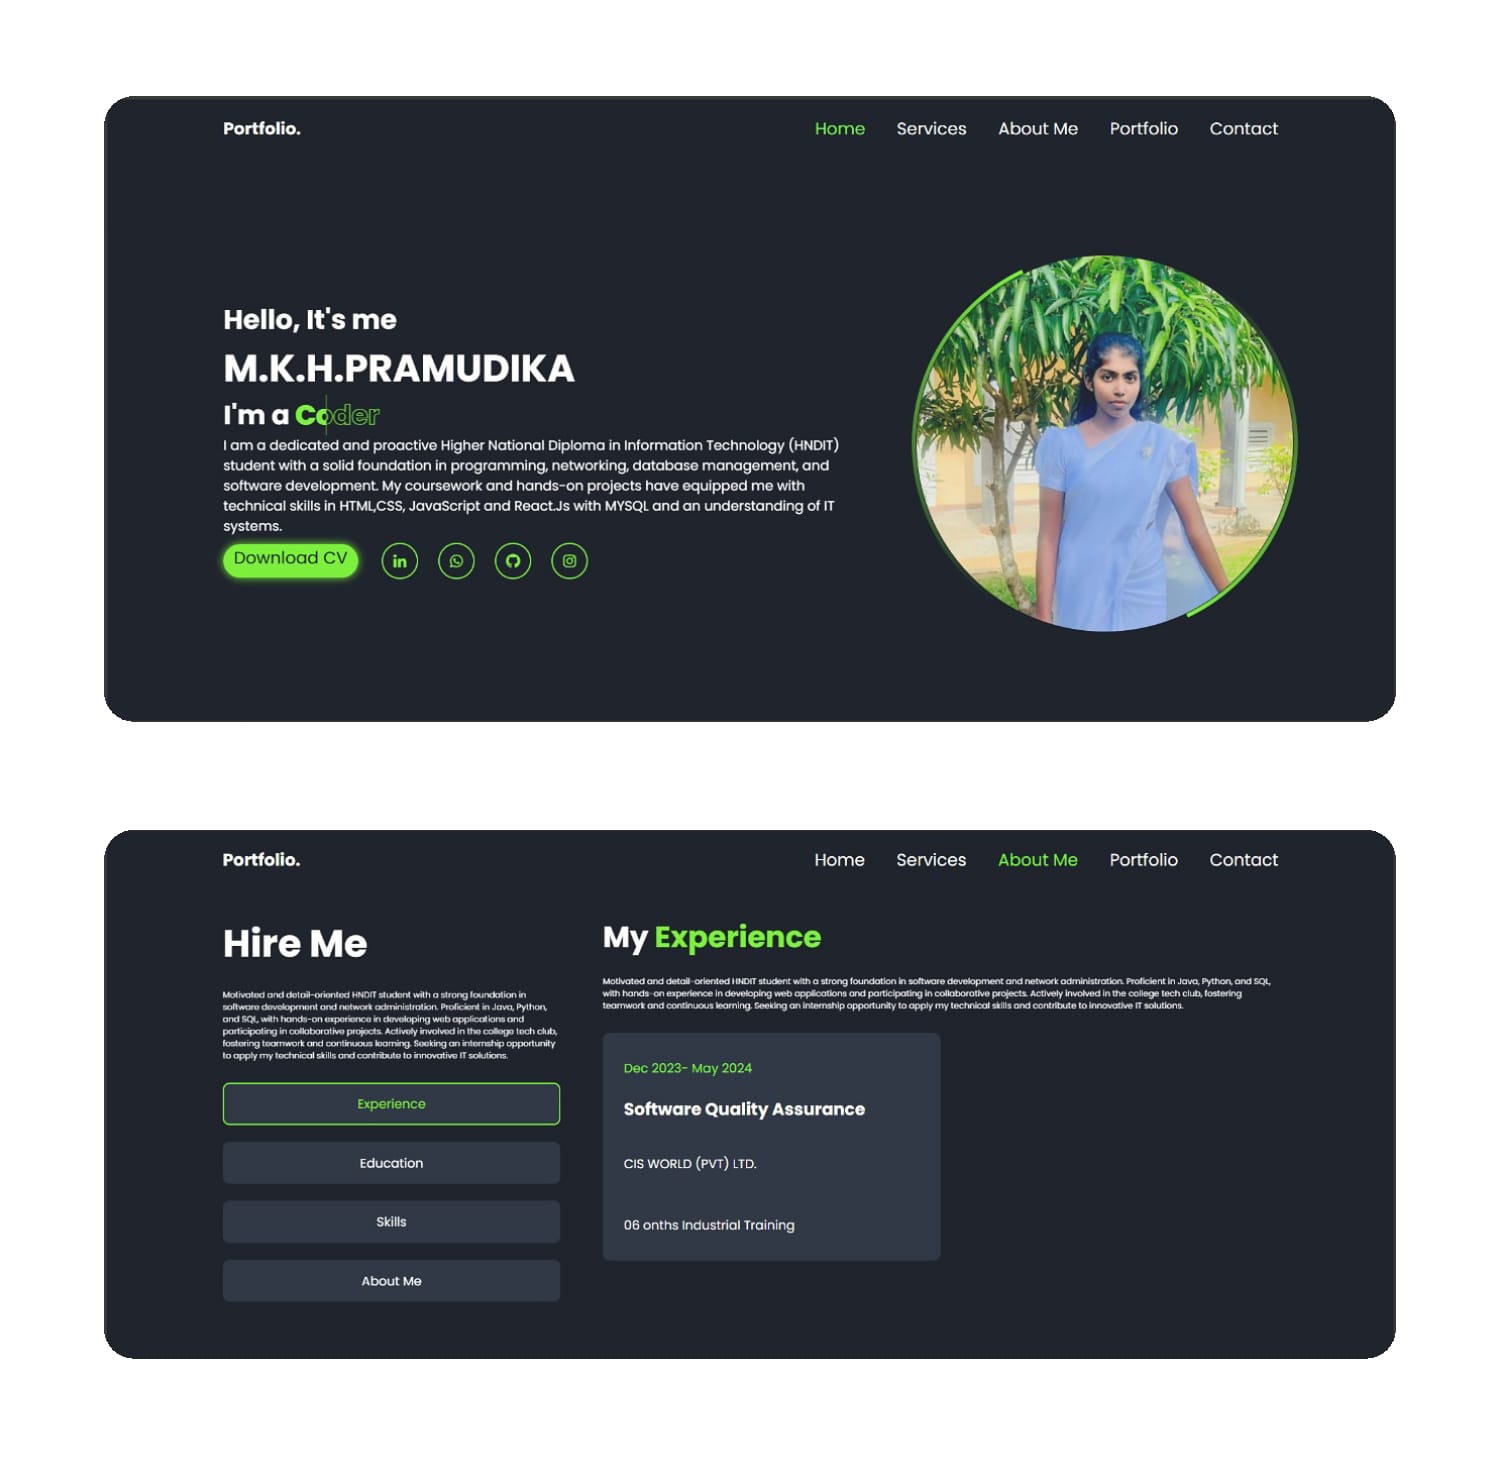 Portfolio.
Home Services About Me Portfolio Contact
Hello, It's me
M.K.H.PRAMUDIKA
I'm a Coder
I am a dedicated and proactive Higher National Diploma in Information Technology (HNDIT)
student with a solid foundation in programming, networking, database management, and
software development. My coursework and hands-on projects have equipped me with
technical skills in HTML,CSS, JavaScript and React.Js with MYSQL and an understanding of IT
systems.
Download CV
Portfolio.
Home Services About Me Portfolio Contact
Hire Me
Motivated and detail-oriented HNDIT student with a strong foundation in
software development and network administration. Proficient in Java, Python,
and SQL, with hands-on experience in developing web applications and
participating in collaborative projects. Actively involved in the college tech club,
fostering teamwork and continuous learning. Seeking an internship opportunity
to apply my technical skills and contribute to innovative IT solutions.
Experience
Education
Skills
About Me
My Experience
Motivated and detail-oriented HNDIT student with a strong foundation in software development and network administration. Proficient in Java, Python, and SQL,
with hands-on experience in developing web applications and participating in collaborative projects. Actively involved in the college tech club, fostering
teamwork and continuous learning. Seeking an internship opportunity to apply my technical skills and contribute to innovative IT solutions.
Dec 2023- May 2024
Software Quality Assurance
CIS WORLD (PVT) LTD.
06 onths Industrial Training